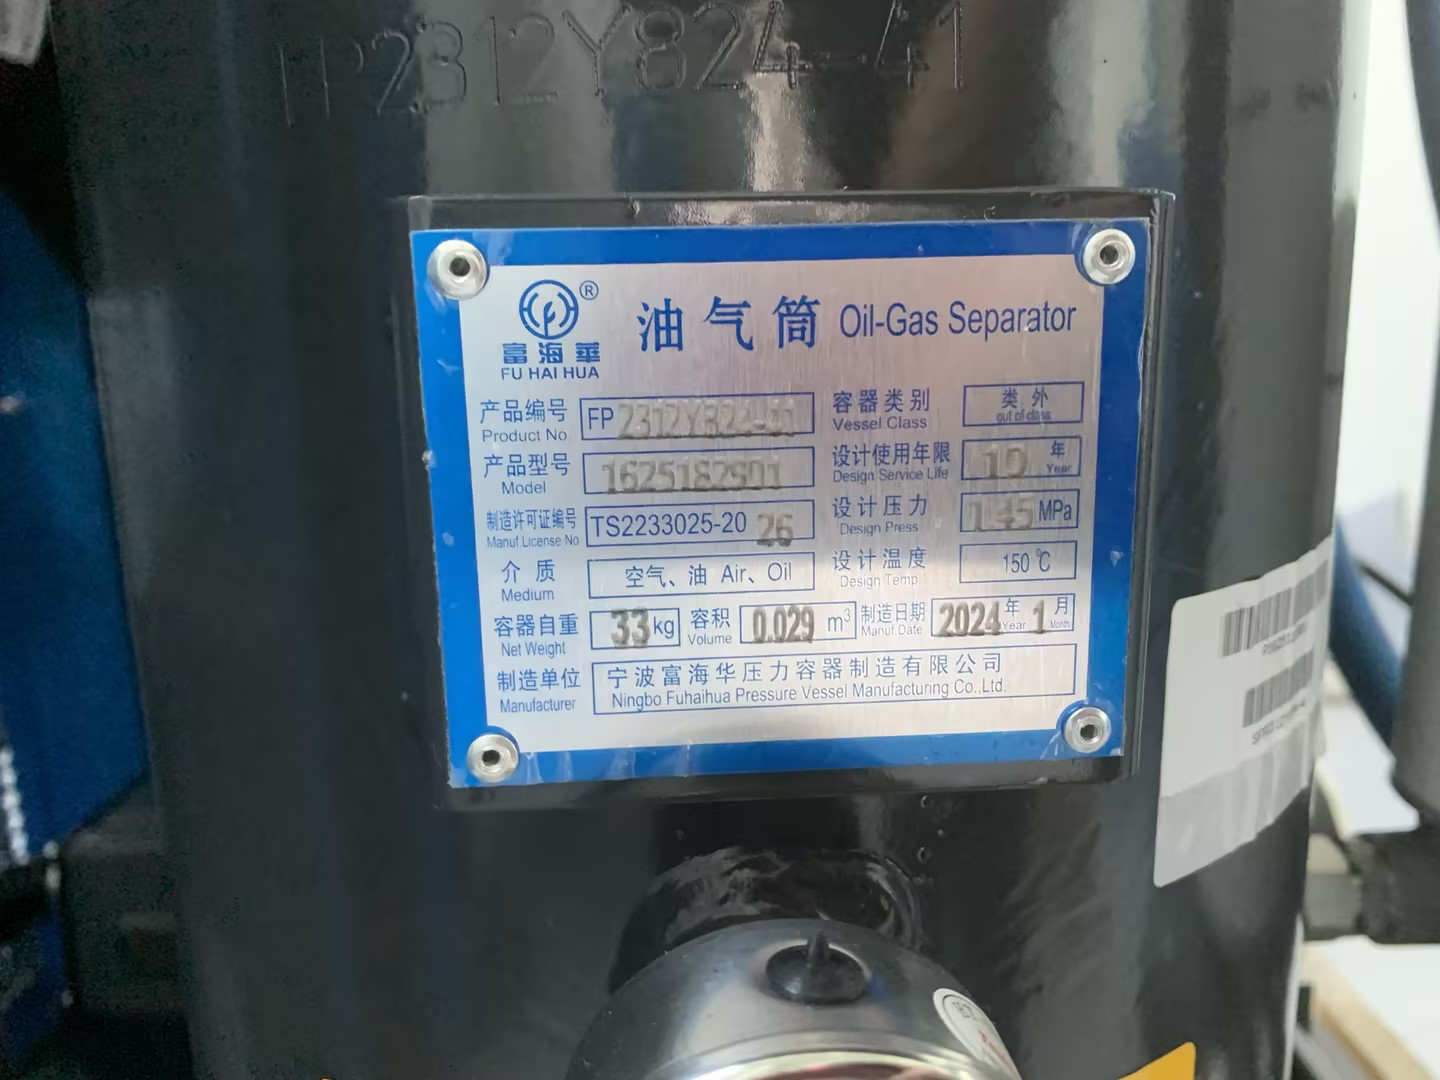 FP2312Y824-41
富海華 ®
FU HAI HUA
油气筒 Oil-Gas Separator
产品编号 FP2312Y824-41 容器类别 类外
Product No Vessel Class out of class
产品型号 1625182901 设计使用年限 10 年
Model Design Service Life Year
制造许可证编号 TS2233025-2026 设计压力 1.45 MPa
Manuf.License No Design Press
介质 空气、油 Air、Oil 设计温度 150℃
Medium Design Temp
容器自重 33 kg 容积 0.029 m³ 制造日期 2024 年 1 月
Net Weight Volume Manuf.Date Year Month
制造单位 宁波富海华压力容器制造有限公司
Manufacturer Ningbo Fuhaihua Pressure Vessel Manufacturing Co.,Ltd.